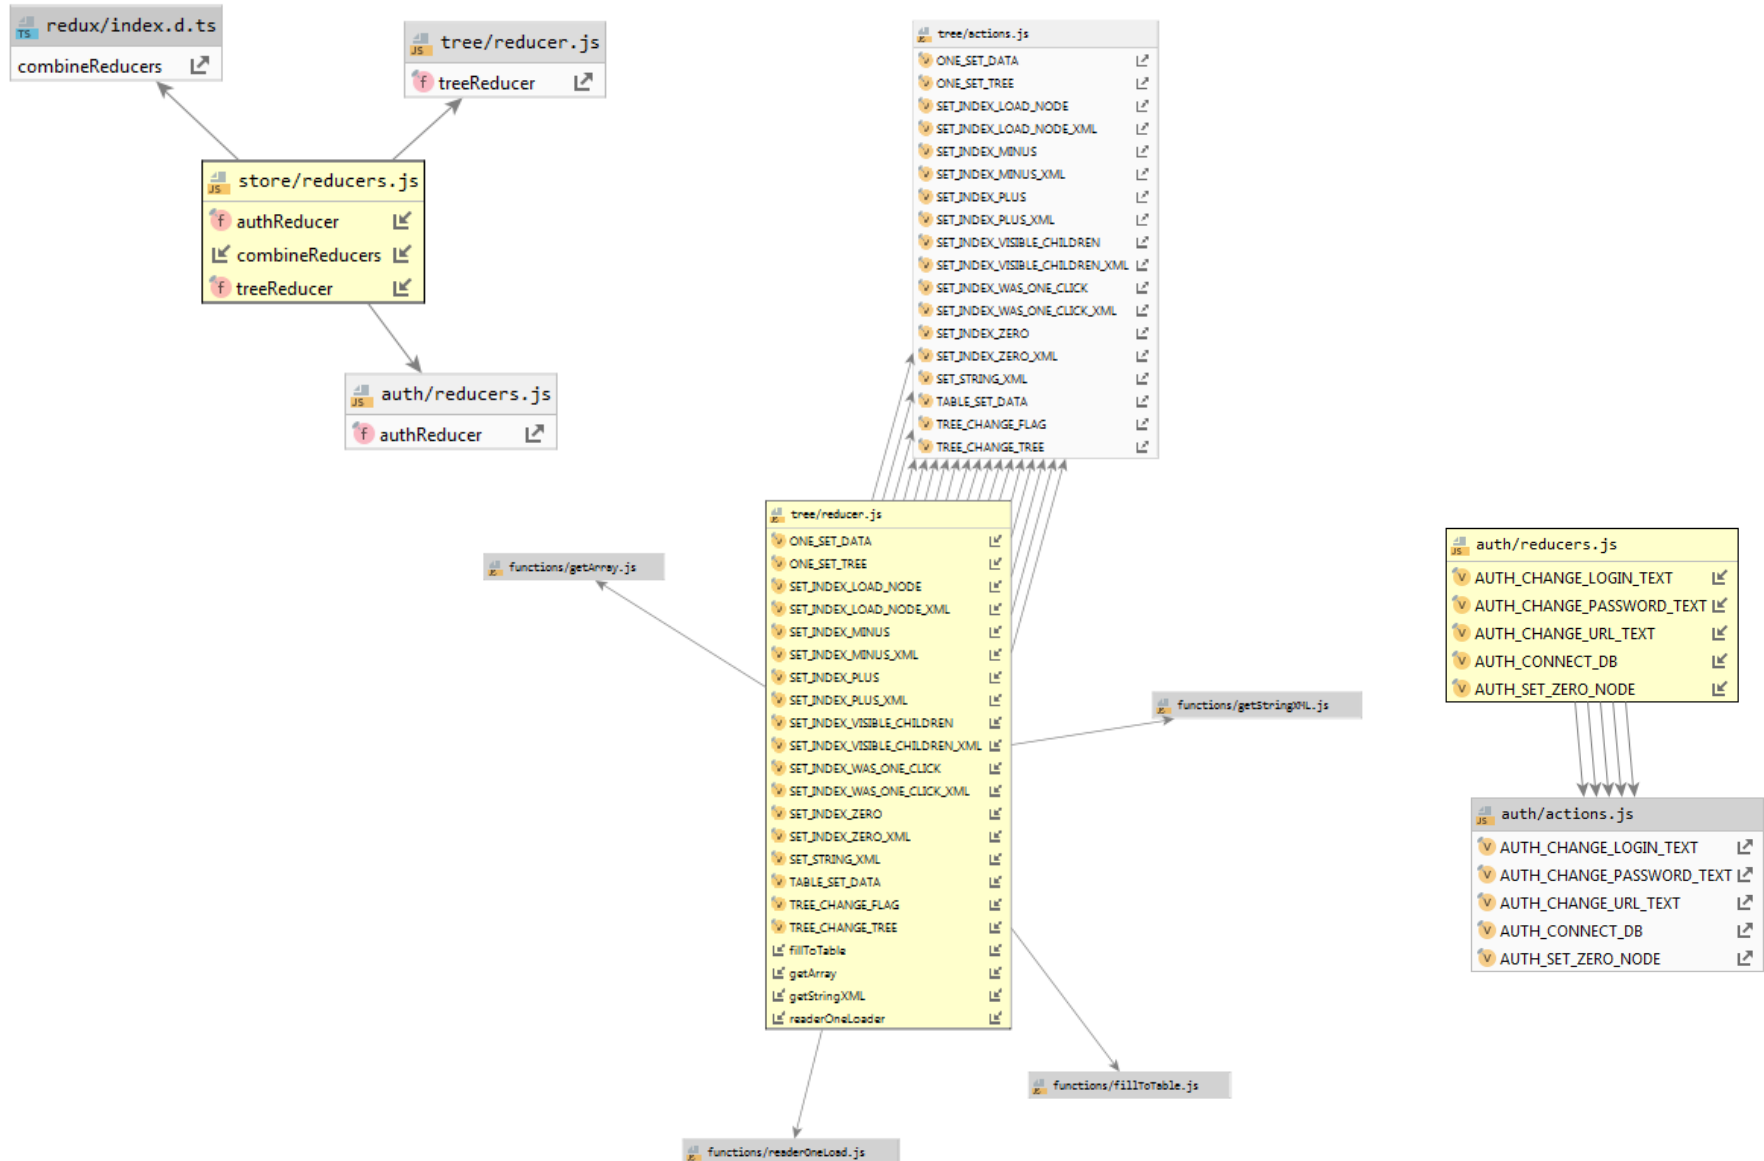 redux/index.d.ts
combineReducers
tree/reducer.js
treeReducer
store/reducers.js
authReducer
combineReducers
treeReducer
auth/reducers.js
authReducer
tree/actions.js
ONE_SET_DATA
ONE_SET_TREE
SET_INDEX_LOAD_NODE
SET_INDEX_LOAD_NODE_XML
SET_INDEX_MINUS
SET_INDEX_MINUS_XML
SET_INDEX_PLUS
SET_INDEX_PLUS_XML
SET_INDEX_VISIBLE_CHILDREN
SET_INDEX_VISIBLE_CHILDREN_XML
SET_INDEX_WAS_ONE_CLICK
SET_INDEX_WAS_ONE_CLICK_XML
SET_INDEX_ZERO
SET_INDEX_ZERO_XML
SET_STRING_XML
TABLE_SET_DATA
TREE_CHANGE_FLAG
TREE_CHANGE_TREE
functions/getArray.js
tree/reducer.js
ONE_SET_DATA
ONE_SET_TREE
SET_INDEX_LOAD_NODE
SET_INDEX_LOAD_NODE_XML
SET_INDEX_MINUS
SET_INDEX_MINUS_XML
SET_INDEX_PLUS
SET_INDEX_PLUS_XML
SET_INDEX_VISIBLE_CHILDREN
SET_INDEX_VISIBLE_CHILDREN_XML
SET_INDEX_WAS_ONE_CLICK
SET_INDEX_WAS_ONE_CLICK_XML
SET_INDEX_ZERO
SET_INDEX_ZERO_XML
SET_STRING_XML
TABLE_SET_DATA
TREE_CHANGE_FLAG
TREE_CHANGE_TREE
fillToTable
getArray
getStringXML
readerOneLoader
functions/getStringXML.js
functions/fillToTable.js
functions/readerOneLoad.js
auth/reducers.js
AUTH_CHANGE_LOGIN_TEXT
AUTH_CHANGE_PASSWORD_TEXT
AUTH_CHANGE_URL_TEXT
AUTH_CONNECT_DB
AUTH_SET_ZERO_NODE
auth/actions.js
AUTH_CHANGE_LOGIN_TEXT
AUTH_CHANGE_PASSWORD_TEXT
AUTH_CHANGE_URL_TEXT
AUTH_CONNECT_DB
AUTH_SET_ZERO_NODE